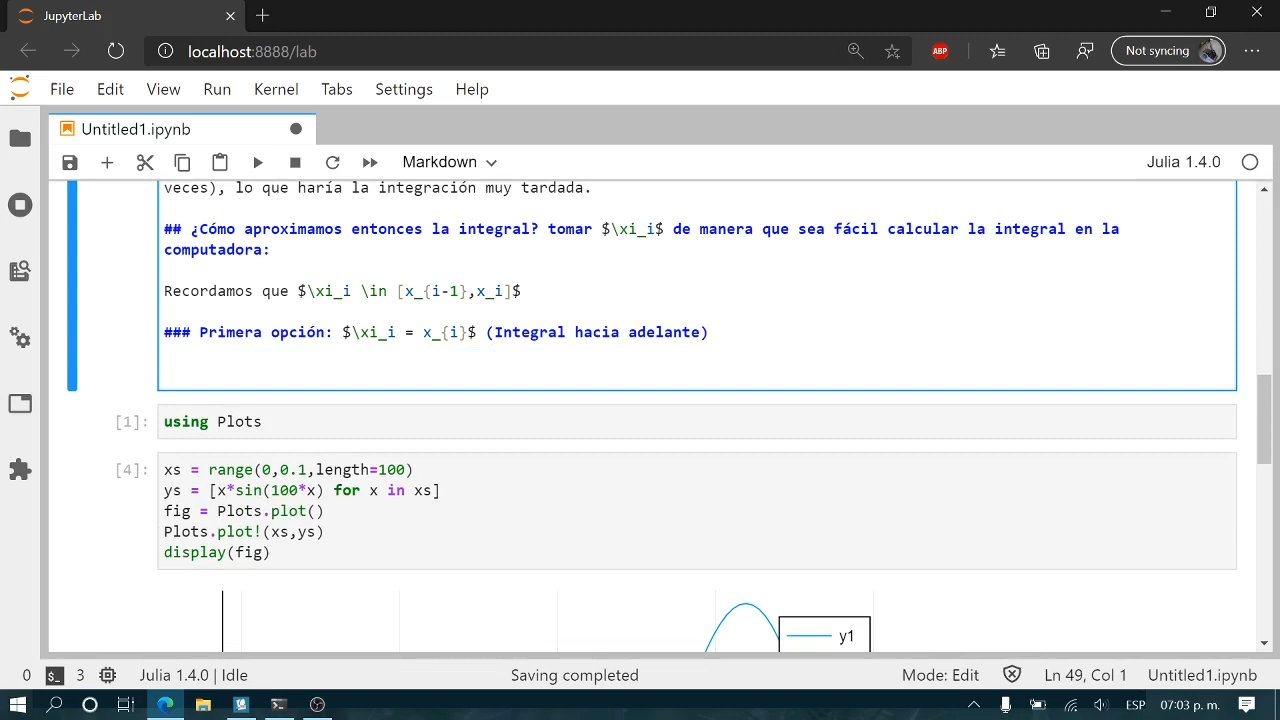 JupyterLab
localhost:8888/lab
ABP
Not syncing
File Edit View Run Kernel Tabs Settings Help
Untitled1.ipynb
Markdown
Julia 1.4.0
veces), lo que haría la integración muy tardada.
## ¿Cómo aproximamos entonces la integral? tomar $\xi_i$ de manera que sea fácil calcular la integral en la
computadora:
Recordamos que $\xi_i \in [x_{i-1},x_i]$
### Primera opción: $\xi_i = x_{i}$ (Integral hacia adelante)
[1]: using Plots
[4]: xs = range(0,0.1,length=100)
ys = [x*sin(100*x) for x in xs]
fig = Plots.plot()
Plots.plot!(xs,ys)
display(fig)
y1
0 $_ 3 Julia 1.4.0 | Idle Saving completed Mode: Edit Ln 49, Col 1 Untitled1.ipynb
ESP 07:03 p. m.